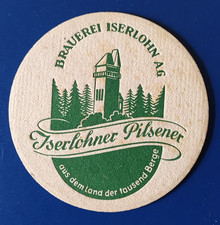 BRAUEREI ISERLOHN AG
Iserlohner Pilsener
aus dem Land der tausend Berge